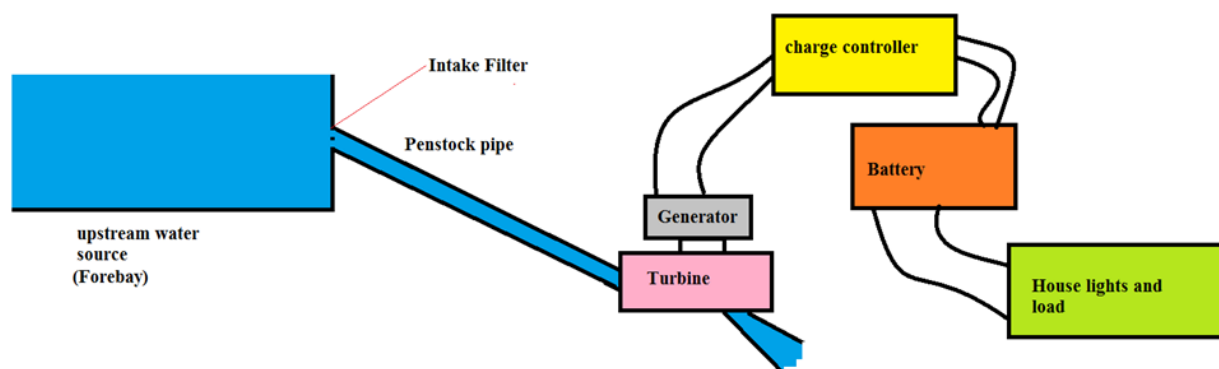 charge controller
Intake Filter
Penstock pipe
Battery
Generator
upstream water
source
(Forebay)
Turbine
House lights and
load